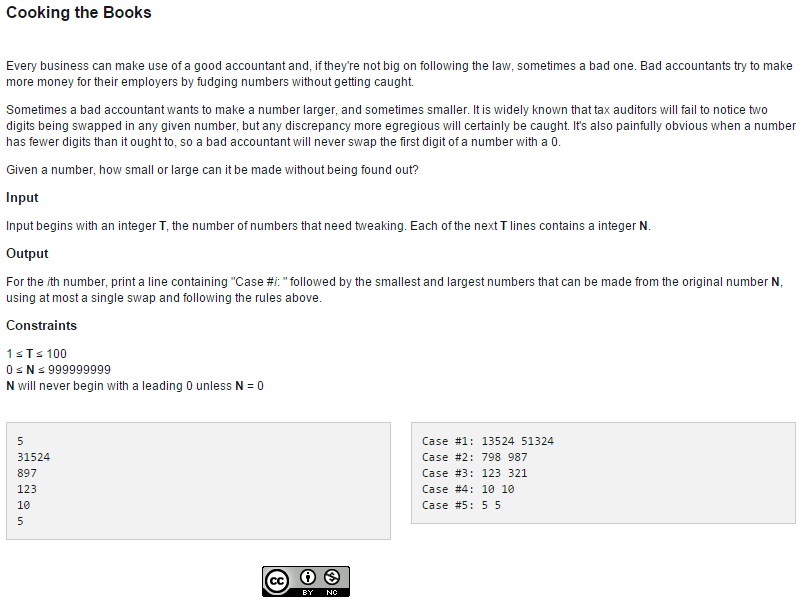 Cooking the Books
Every business can make use of a good accountant and, if they're not big on following the law, sometimes a bad one. Bad accountants try to make
more money for their employers by fudging numbers without getting caught.
Sometimes a bad accountant wants to make a number larger, and sometimes smaller. It is widely known that tax auditors will fail to notice two
digits being swapped in any given number, but any discrepancy more egregious will certainly be caught. It's also painfully obvious when a number
has fewer digits than it ought to, so a bad accountant will never swap the first digit of a number with a 0.
Given a number, how small or large can it be made without being found out?
Input
Input begins with an integer T, the number of numbers that need tweaking. Each of the next T lines contains a integer N.
Output
For the ith number, print a line containing "Case #i: " followed by the smallest and largest numbers that can be made from the original number N,
using at most a single swap and following the rules above.
Constraints
1 ≤ T ≤ 100
0 ≤ N ≤ 999999999
N will never begin with a leading 0 unless N = 0
5
31524
897
123
10
5
Case #1: 13524 51324
Case #2: 798 987
Case #3: 123 321
Case #4: 10 10
Case #5: 5 5
cc
BY NC